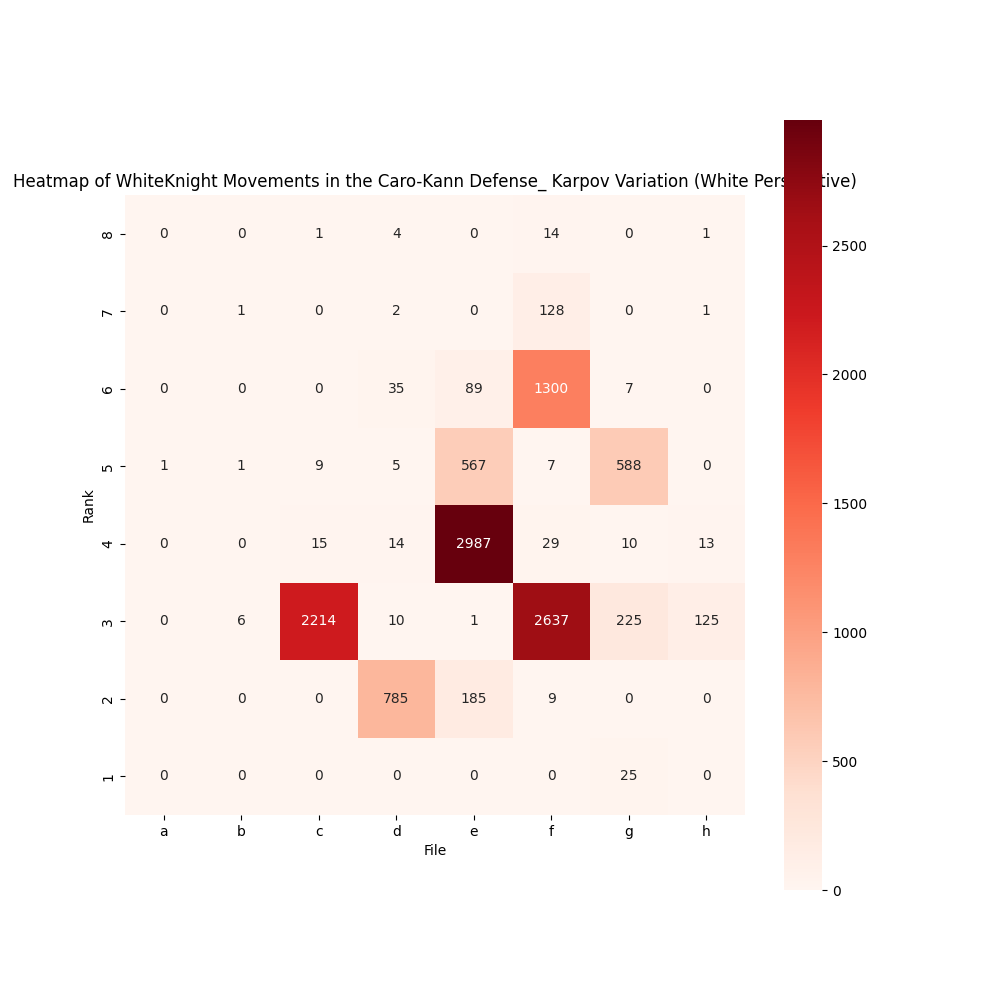 Heatmap of WhiteKnight Movements in the Caro-Kann Defense_ Karpov Variation (White Perspective)
8 0 0 1 4 0 14 0 1
7 0 1 0 2 0 128 0 1
6 0 0 0 35 89 1300 7 0
5 1 1 9 5 567 7 588 0
Rank
4 0 0 15 14 2987 29 10 13
3 0 6 2214 10 1 2637 225 125
2 0 0 0 785 185 9 0 0
1 0 0 0 0 0 0 25 0
a b c d e f g h
File
2500
2000
1500
1000
500
0